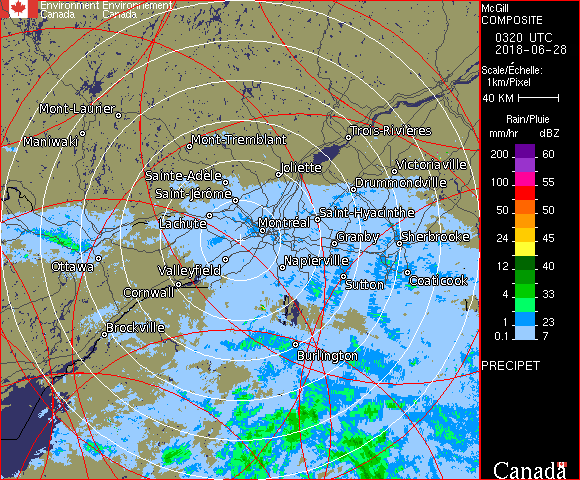 Environment Environnement
Canada Canada
McGill
COMPOSITE
0320 UTC
2018-06-28
Scale/Échelle:
1km/Pixel
40 KM
Rain/Pluie
mm/hr dBZ
200 60
100 55
50 50
24 45
12 40
4 33
1 23
0.1 7
PRECIPET
Canada
Mont-Laurier
Maniwaki
Mont-Tremblant
Trois-Rivières
Sainte-Adèle
Joliette
Victoriaville
Saint-Jérôme
Drummondville
Lachute
Montréal
Saint-Hyacinthe
Granby
Sherbrooke
Ottawa
Valleyfield
Napierville
Cornwall
Sutton
Coaticook
Brockville
Burlington